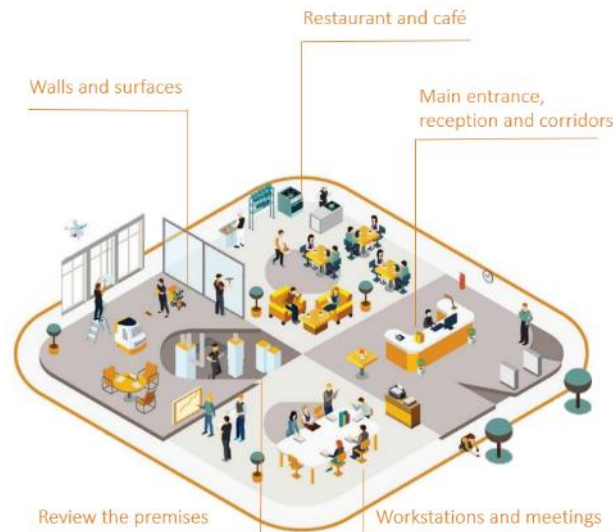 Restaurant and café
Walls and surfaces
Main entrance,
reception and corridors
Review the premises
Workstations and meetings